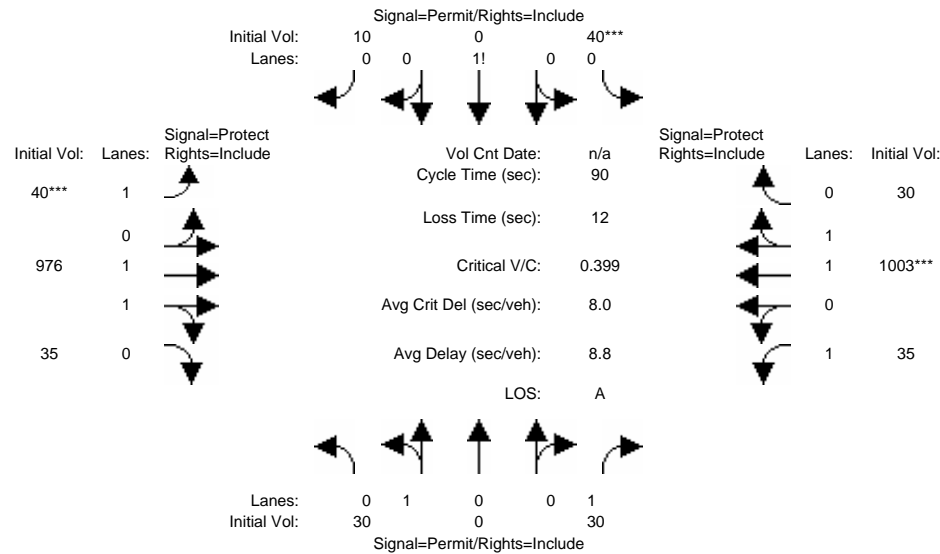 Signal=Permit/Rights=Include
Initial Vol: 10 0 40***
Lanes: 0 0 1! 0 0
Signal=Protect
Initial Vol: Lanes: Rights=Include
Vol Cnt Date: n/a
Signal=Protect
Rights=Include Lanes: Initial Vol:
Cycle Time (sec): 90
40*** 1
0 30
Loss Time (sec): 12
0
1
976 1
Critical V/C: 0.399
1 1003***
1
Avg Crit Del (sec/veh): 8.0
0
35 0
Avg Delay (sec/veh): 8.8
1 35
LOS: A
Lanes: 0 1 0 0 1
Initial Vol: 30 0 30
Signal=Permit/Rights=Include